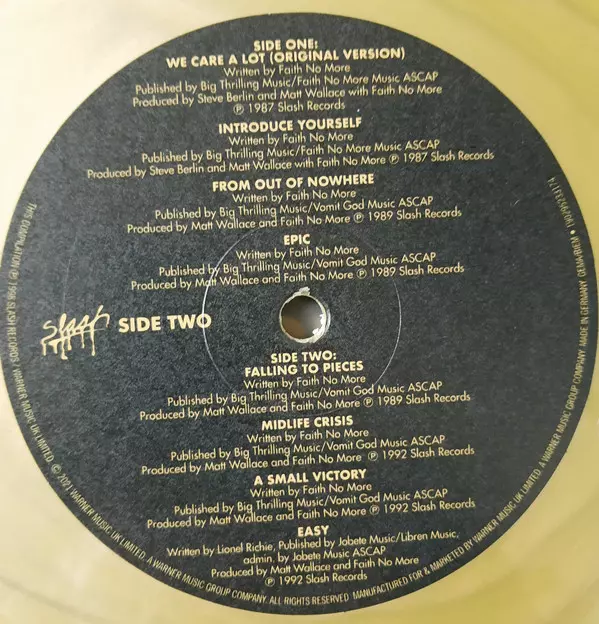 SIDE ONE:
WE CARE A LOT (ORIGINAL VERSION)
Written by Faith No More
Published by Big Thrilling Music/Faith No More Music ASCAP
Produced by Steve Berlin and Matt Wallace with Faith No More
℗ 1987 Slash Records
INTRODUCE YOURSELF
Written by Faith No More
Published by Big Thrilling Music/Faith No More Music ASCAP
Produced by Steve Berlin and Matt Wallace with Faith No More ℗ 1987 Slash Records
FROM OUT OF NOWHERE
Written by Faith No More
Published by Big Thrilling Music/Vomit God Music ASCAP
Produced by Matt Wallace and Faith No More ℗ 1989 Slash Records
EPIC
Written by Faith No More
Published by Big Thrilling Music/Vomit God Music ASCAP
Produced by Matt Wallace and Faith No More ℗ 1989 Slash Records
slash SIDE TWO
SIDE TWO:
FALLING TO PIECES
Written by Faith No More
Published by Big Thrilling Music/Vomit God Music ASCAP
Produced by Matt Wallace and Faith No More ℗ 1989 Slash Records
MIDLIFE CRISIS
Written by Faith No More
Published by Big Thrilling Music/Vomit God Music ASCAP
Produced by Matt Wallace and Faith No More ℗ 1992 Slash Records
A SMALL VICTORY
Written by Faith No More
Published by Big Thrilling Music/Vomit God Music ASCAP
Produced by Matt Wallace and Faith No More ℗ 1992 Slash Records
EASY
Written by Lionel Richie, Published by Jobete Music/Libren Music,
admin. by Jobete Music ASCAP
Produced by Matt Wallace and Faith No More
℗ 1992 Slash Records
THIS COMPILATION ℗ 1998 SLASH RECORDS / WARNER MUSIC UK LIMITED. © 2021 WARNER MUSIC UK LIMITED. A WARNER MUSIC GROUP COMPANY. ALL RIGHTS RESERVED. MANUFACTURED FOR & MARKETED BY WARNER MUSIC UK LIMITED. A WARNER MUSIC GROUP COMPANY. MADE IN GERMANY. GEMA/BIEM •